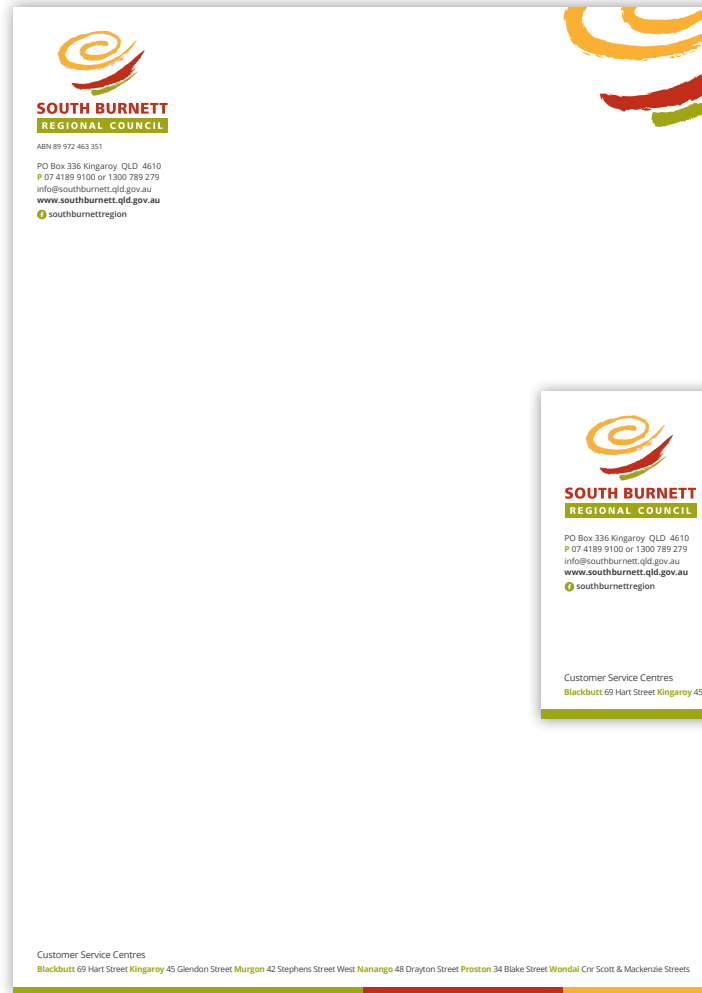 SOUTH BURNETT
REGIONAL COUNCIL
ABN 89 972 463 351
PO Box 336 Kingaroy QLD 4610
P 07 4189 9100 or 1300 789 279
info@southburnett.qld.gov.au
www.southburnett.qld.gov.au
southburnettregion
SOUTH BURNETT
REGIONAL COUNCIL
PO Box 336 Kingaroy QLD 4610
P 07 4189 9100 or 1300 789 279
info@southburnett.qld.gov.au
www.southburnett.qld.gov.au
southburnettregion
Customer Service Centres
Blackbutt 69 Hart Street Kingaroy 45
Customer Service Centres
Blackbutt 69 Hart Street Kingaroy 45 Glendon Street Murgon 42 Stephens Street West Nanango 48 Drayton Street Proston 34 Blake Street Wondai Cnr Scott & Mackenzie Streets